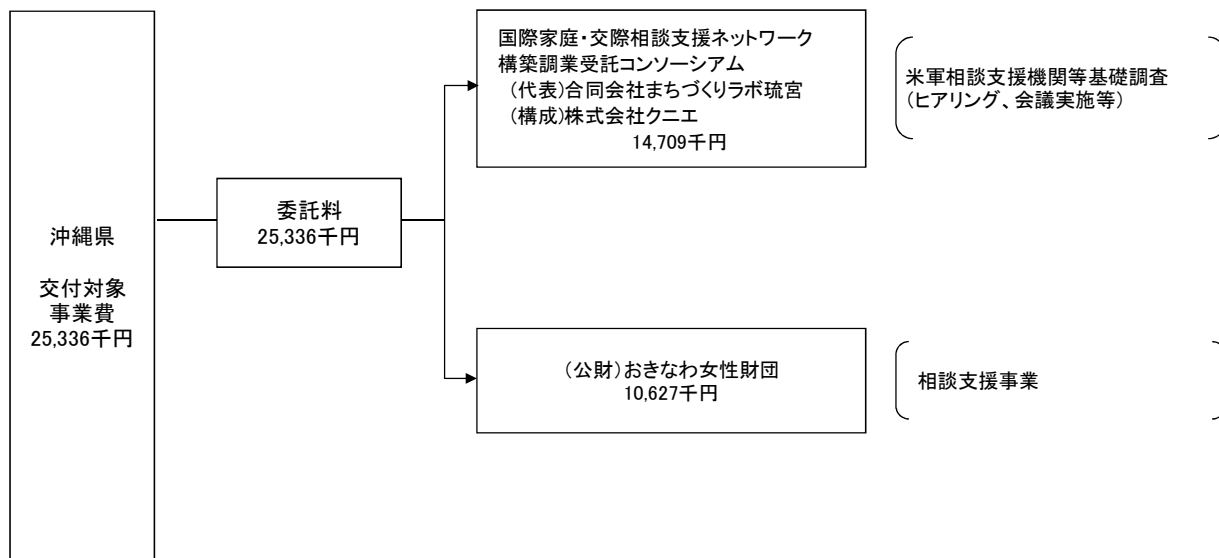 沖縄県
交付対象
事業費
25,336千円
委託料
25,336千円
国際家庭・交際相談支援ネットワーク
構築調業受託コンソーシアム
(代表)合同会社まちづくりラボ琉宮
(構成)株式会社クニエ
14,709千円
米軍相談支援機関等基礎調査
(ヒアリング、会議実施等)
(公財)おきなわ女性財団
10,627千円
相談支援事業